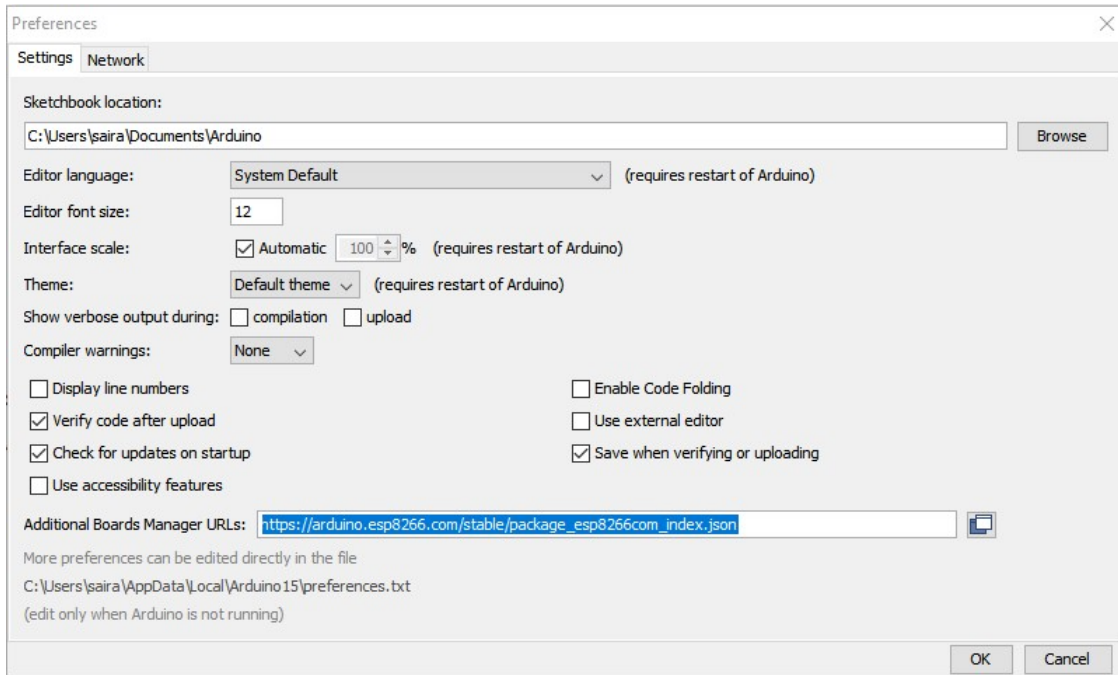 Preferences
Settings Network
Sketchbook location:
C:\Users\saira\Documents\Arduino Browse
Editor language: System Default (requires restart of Arduino)
Editor font size: 12
Interface scale: Automatic 100 % (requires restart of Arduino)
Theme: Default theme (requires restart of Arduino)
Show verbose output during: compilation upload
Compiler warnings: None
Display line numbers Enable Code Folding
Verify code after upload Use external editor
Check for updates on startup Save when verifying or uploading
Use accessibility features
Additional Boards Manager URLs: https://arduino.esp8266.com/stable/package_esp8266com_index.json
More preferences can be edited directly in the file
C:\Users\saira\AppData\Local\Arduino15\preferences.txt
(edit only when Arduino is not running)
OK Cancel